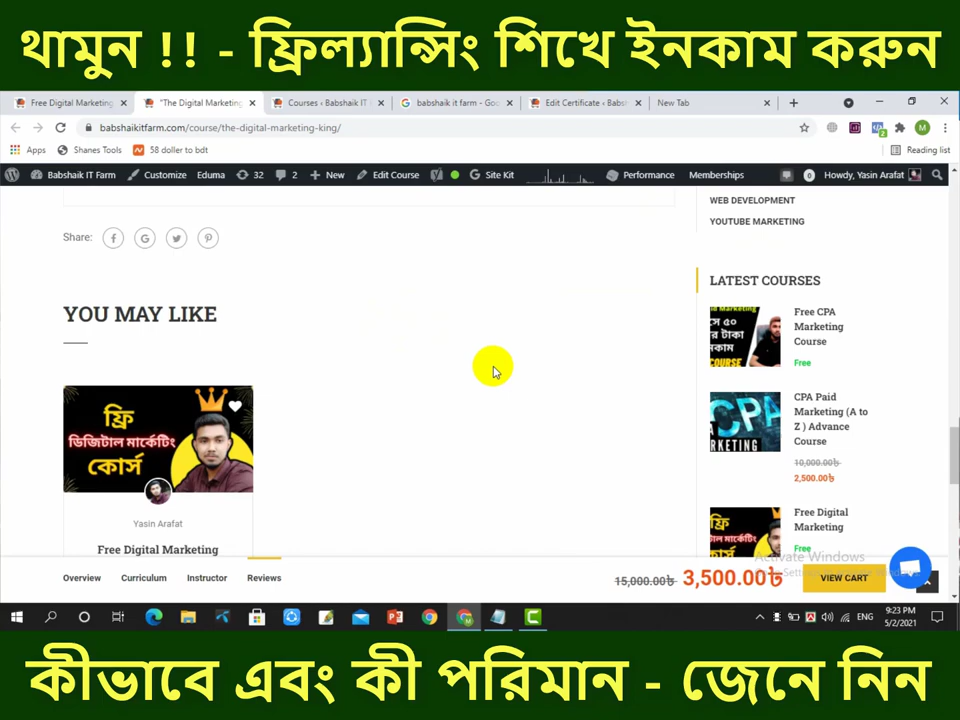 থামুন !! - ফ্রিল্যান্সিং শিখে ইনকাম করুন
Free Digital Marketing
"The Digital Marketing
Courses ‹ Babshaik IT
babshaik it farm - Goo
Edit Certificate ‹ Babsh
New Tab
babshaikitfarm.com/course/the-digital-marketing-king/
Apps
Shanes Tools
58 doller to bdt
Reading list
Babshaik IT Farm
Customize
Eduma
32
2
New
Edit Course
Site Kit
Performance
Memberships
0
Howdy, Yasin Arafat
WEB DEVELOPMENT
YOUTUBE MARKETING
Share:
YOU MAY LIKE
ফ্রি
ডিজিটাল মার্কেটিং
কোর্স
Yasin Arafat
Free Digital Marketing
LATEST COURSES
Free CPA
Marketing
Course
Free
CPA Paid
Marketing (A to
Z ) Advance
Course
10,000.00৳
2,500.00৳
Free Digital
Marketing
Free
Activate Windows
Overview
Curriculum
Instructor
Reviews
15,000.00৳
3,500.00৳
VIEW CART
ENG
9:23 PM
5/2/2021
কীভাবে এবং কী পরিমান - জেনে নিন